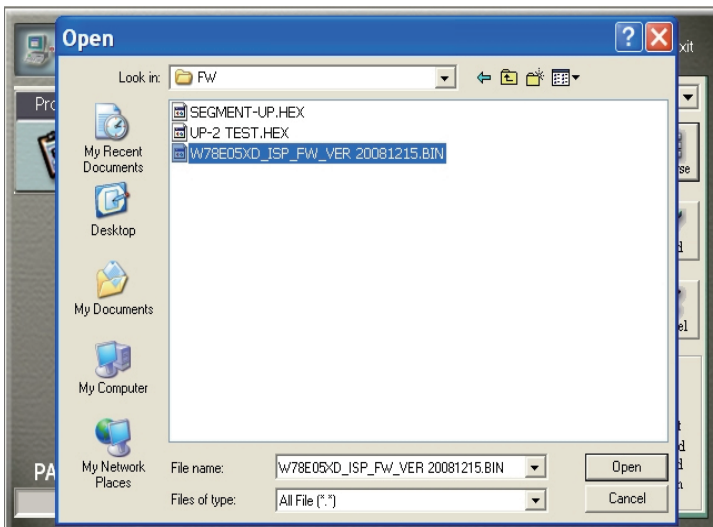 Open
xit
Look in:
FW
SEGMENT-UP.HEX
UP-2 TEST.HEX
W78E05XD_ISP_FW_VER 20081215.BIN
My Recent
Documents
Desktop
My Documents
My Computer
My Network
Places
File name:
W78E05XD_ISP_FW_VER 20081215.BIN
Open
Files of type:
All File (*.*)
Cancel
Pro
PA